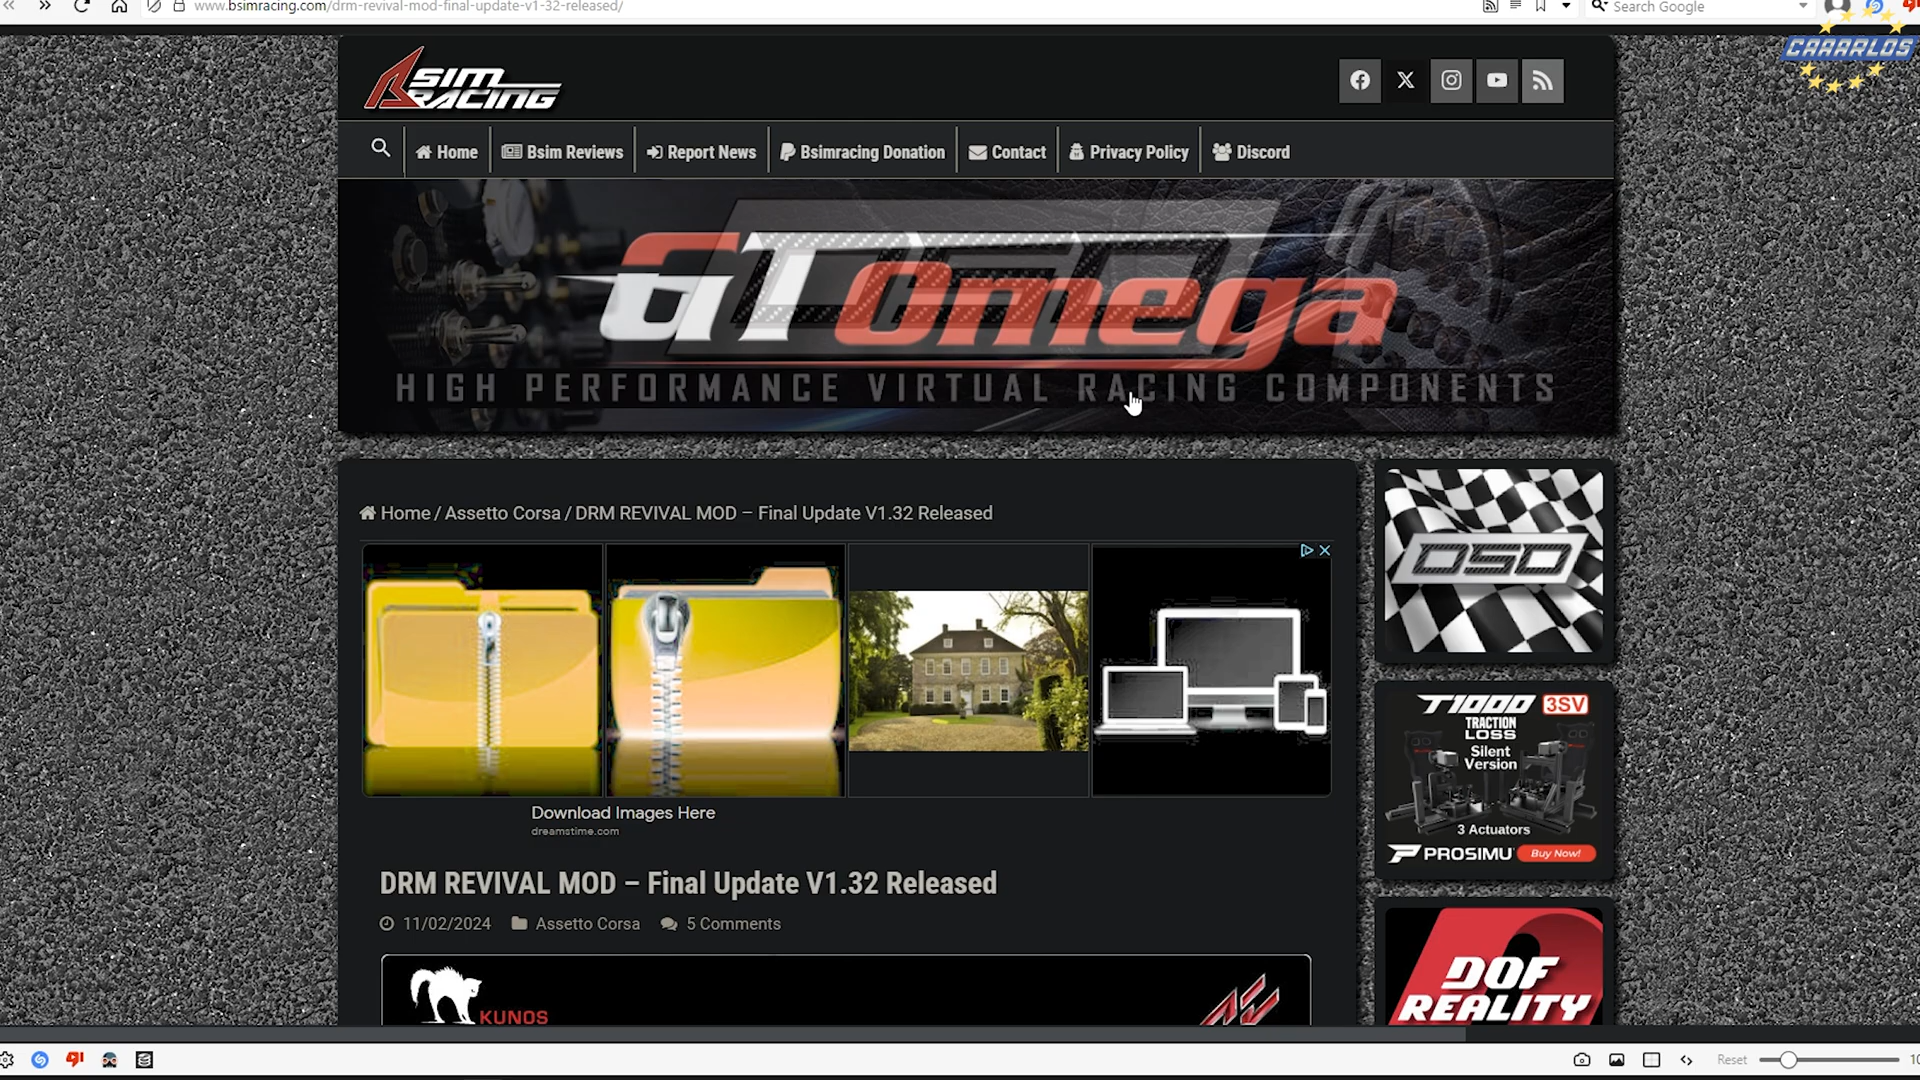 www.bsimracing.com/drm-revival-mod-final-update-v1-32-released/
Search Google
CAAARLOS
SIM
RACING
Home
Bsim Reviews
Report News
Bsimracing Donation
Contact
Privacy Policy
Discord
GT Omega
HIGH PERFORMANCE VIRTUAL RACING COMPONENTS
Home / Assetto Corsa / DRM REVIVAL MOD – Final Update V1.32 Released
DSD
T1000 3SV
TRACTION
LOSS
Silent
Version
3 Actuators
PROSIMU Buy Now!
Download Images Here
dreamstime.com
DRM REVIVAL MOD – Final Update V1.32 Released
11/02/2024 Assetto Corsa 5 Comments
KUNOS
DOF
REALITY
Reset